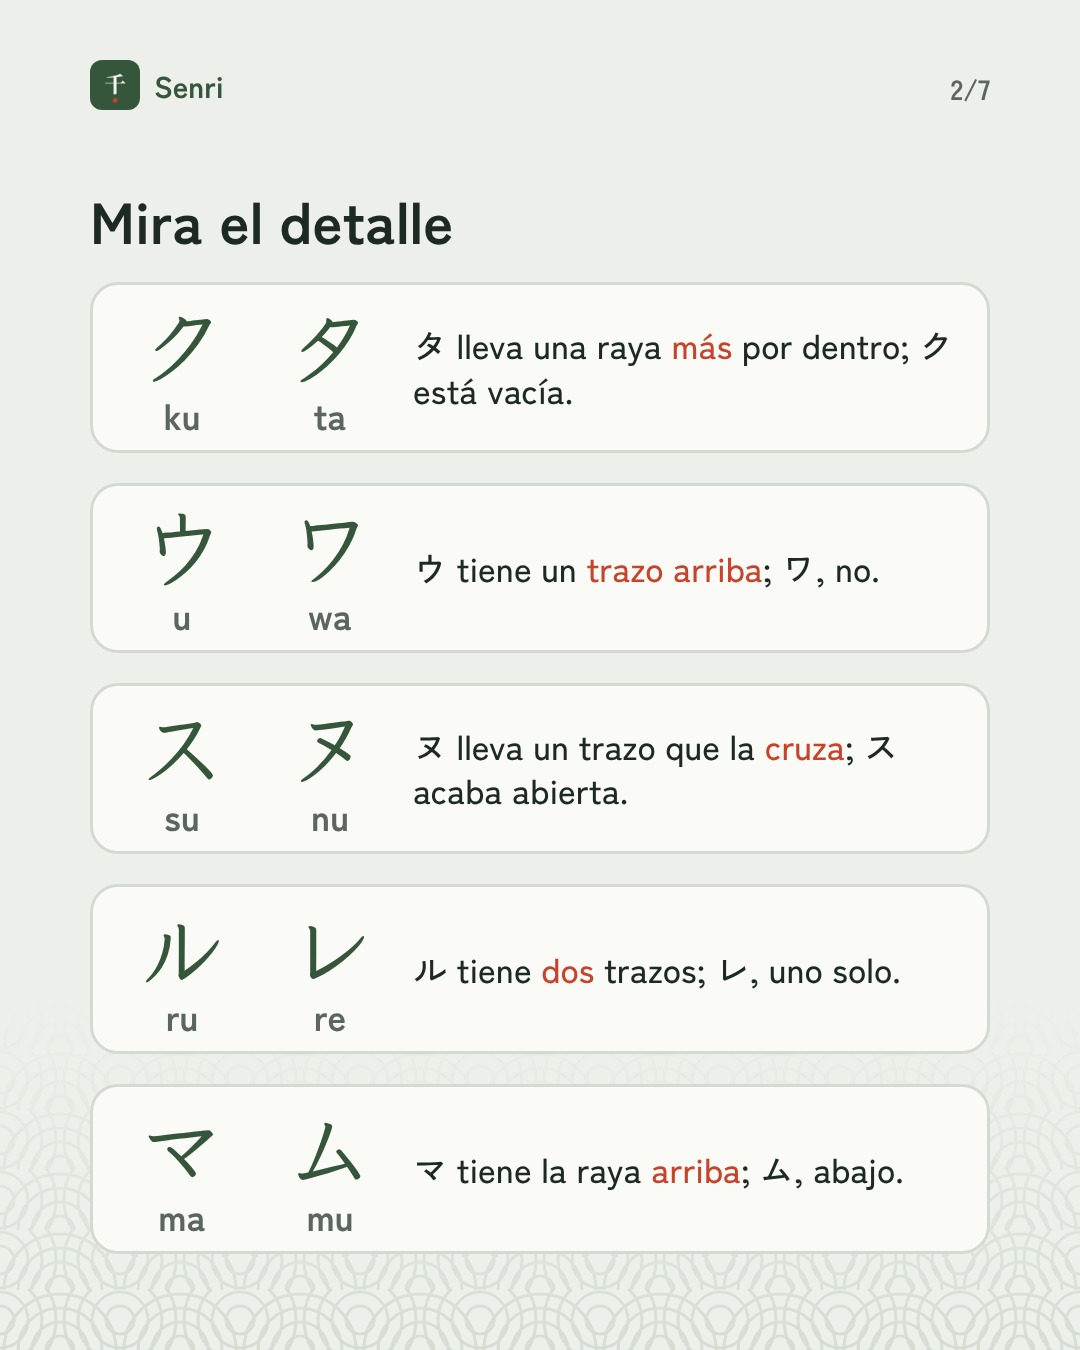 千 Senri
2/7
Mira el detalle
ク タ
ku ta
タ lleva una raya más por dentro; ク
está vacía.
ウ ワ
u wa
ウ tiene un trazo arriba; ワ, no.
ス ヌ
su nu
ヌ lleva un trazo que la cruza; ス
acaba abierta.
ル レ
ru re
ル tiene dos trazos; レ, uno solo.
マ ム
ma mu
マ tiene la raya arriba; ム, abajo.